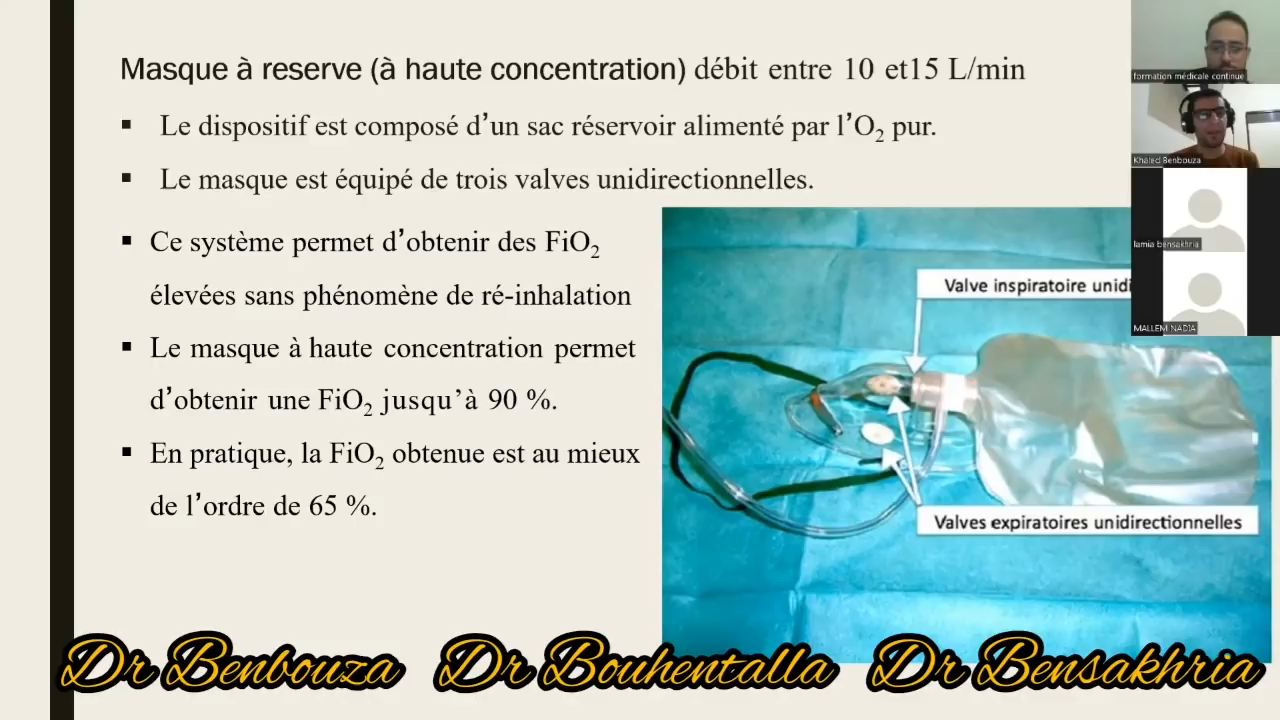 Masque à reserve (à haute concentration) débit entre 10 et15 L/min
▪ Le dispositif est composé d’un sac réservoir alimenté par l’O₂ pur.
▪ Le masque est équipé de trois valves unidirectionnelles.
▪ Ce système permet d’obtenir des FiO₂
élevées sans phénomène de ré-inhalation
▪ Le masque à haute concentration permet
d’obtenir une FiO₂ jusqu’à 90 %.
▪ En pratique, la FiO₂ obtenue est au mieux
de l’ordre de 65 %.
Valve inspiratoire unidi
Valves expiratoires unidirectionnelles
formation médicale continue
Khaled Benbouza
lamia bensakhria
MALLEM NADIA
Dr Benbouza Dr Bouhentalla Dr Bensakhria